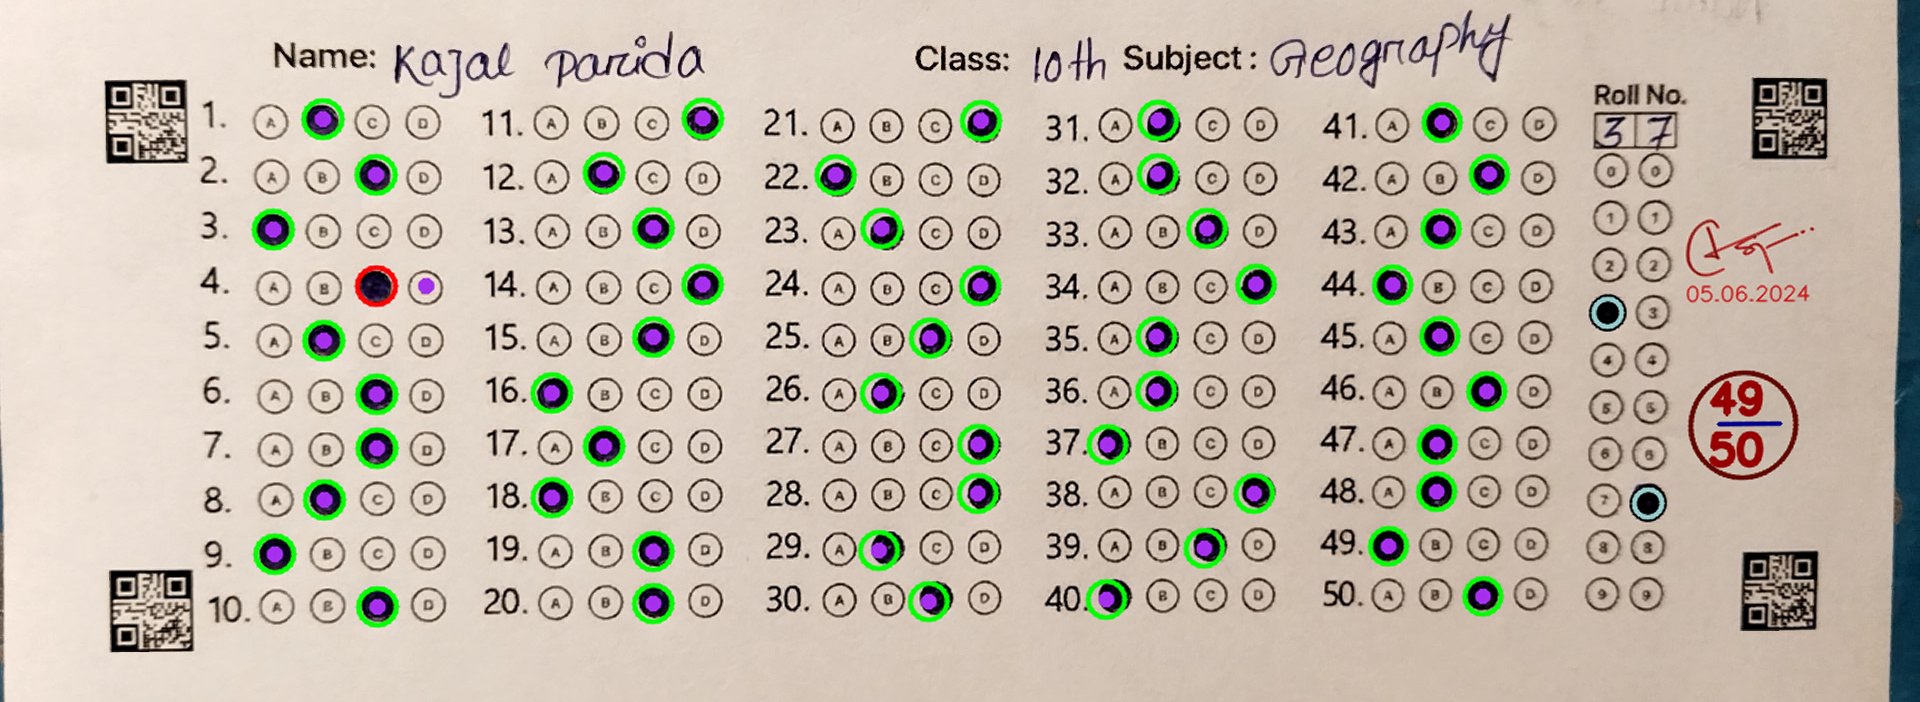 Name: Kajal Parida Class: 10th Subject: Geography
Roll No.
3 7
1. A C D 11. A B C 21. A B C 31. A C D 41. A C D
2. A B D 12. A C D 22. B C D 32. A C D 42. A B D
3. B C D 13. A B D 23. A C D 33. A B D 43. A C D
4. A B 14. A B C 24. A B C 34. A B C 44. B C D
5. A C D 15. A B D 25. A B D 35. A C D 45. A C D
6. A B D 16. B C D 26. A C D 36. A C D 46. A B D
7. A B D 17. A C D 27. A B C 37. B C D 47. A C D
8. A C D 18. B C D 28. A B C 38. A B C 48. A C D
9. B C D 19. A B D 29. A C D 39. A B D 49. B C D
10. A B D 20. A B D 30. A B D 40. B C D 50. A B D
0 0
1 1
2 2
3
4 4
5 5
6 6
7
8 8
9 9
05.06.2024
49
50